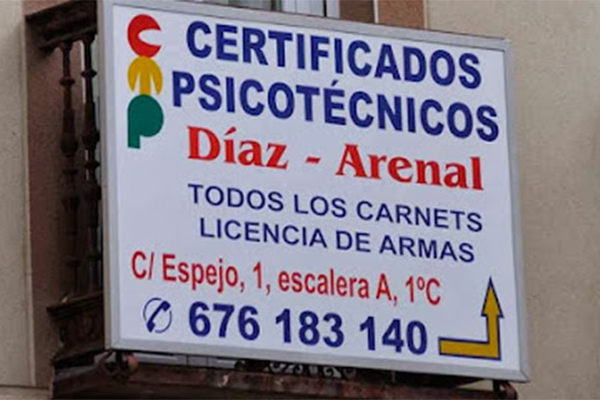 CERTIFICADOS
PSICOTÉCNICOS
Díaz - Arenal
TODOS LOS CARNETS
LICENCIA DE ARMAS
C/ Espejo, 1, escalera A, 1ºC
676 183 140